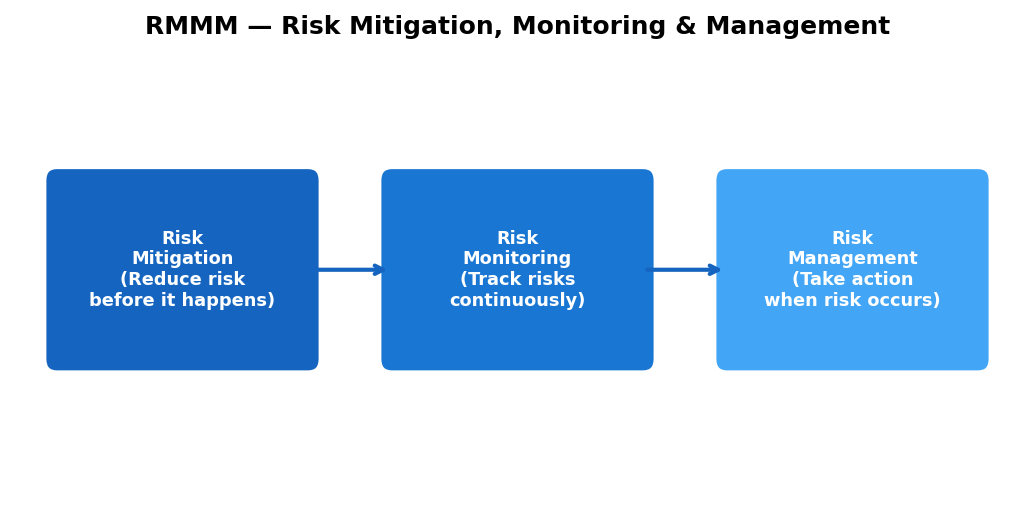 RMMM — Risk Mitigation, Monitoring & Management
Risk
Mitigation
(Reduce risk
before it happens)
Risk
Monitoring
(Track risks
continuously)
Risk
Management
(Take action
when risk occurs)